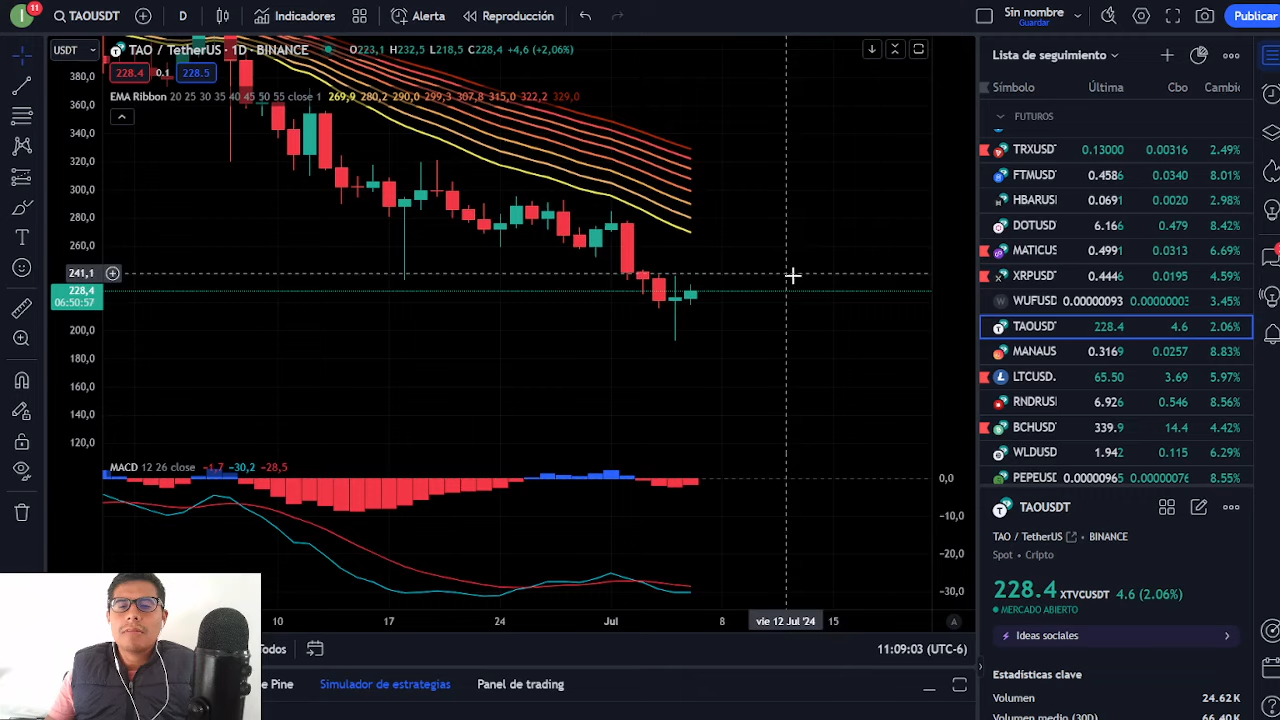 I 11 TAOUSDT D Indicadores Alerta Reproducción Sin nombre Guardar Publicar
USDT TAO / TetherUS · 1D · BINANCE O223,1 H232,5 L218,5 C228,4 +4,6 (+2,06%)
228.4 0.1 228.5
EMA Ribbon 20 25 30 35 40 45 50 55 close 1 269,9 280,2 290,0 299,3 307,8 315,0 322,2 329,0
380,0
360,0
340,0
320,0
300,0
280,0
260,0
241,1
228,4
06:50:57
200,0
180,0
160,0
140,0
120,0
MACD 12 26 close −1,7 −30,2 −28,5
0,0
−10,0
−20,0
−30,0
10 17 24 Jul 8 vie 12 Jul '24 15 A
Todos 11:09:03 (UTC-6)
e Pine Simulador de estrategias Panel de trading
Lista de seguimiento
Símbolo Última Cbo Cambic
FUTUROS
TRXUSD 0.13000 0.00316 2.49%
FTMUSD 0.4586 0.0340 8.01%
HBARUS 0.0691 0.0020 2.98%
DOTUSD 6.166 0.479 8.42%
MATICUS 0.4991 0.0313 6.69%
XRPUSD 0.4446 0.0195 4.59%
W WUFUSD 0.00000093 0.00000003 3.45%
TAOUSD 228.4 4.6 2.06%
MANAUS 0.3169 0.0257 8.83%
LTCUSD. 65.50 3.69 5.97%
RNDRUS 6.926 0.546 8.56%
BCHUSD 339.9 14.4 4.42%
WLDUSD 1.942 0.115 6.29%
PEPEUS 0.00000965 0.00000076 8.55%
TAOUSDT
TAO / TetherUS · BINANCE
Spot · Cripto
228.4 XTVCUSDT 4.6 (2.06%)
MERCADO ABIERTO
Ideas sociales
Estadísticas clave
Volumen 24.62K
Volumen medio (30D) 66.40K